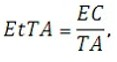 EtTA = EC / TA,